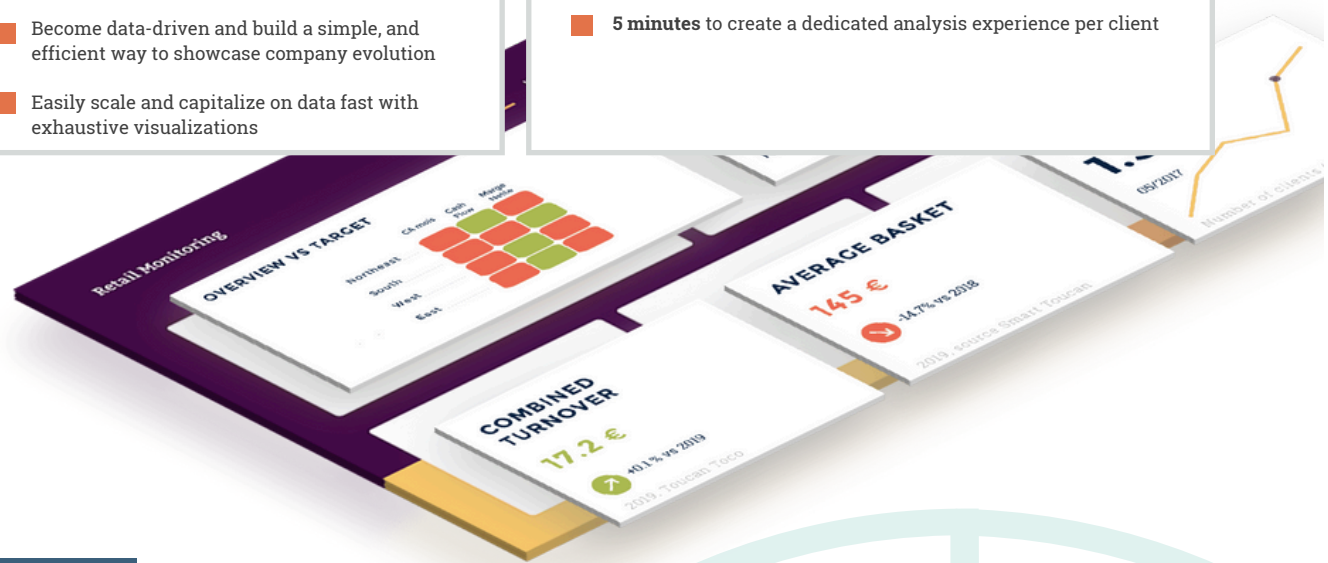 Become data-driven and build a simple, and
efficient way to showcase company evolution
Easily scale and capitalize on data fast with
exhaustive visualizations
5 minutes to create a dedicated analysis experience per client
Retail Monitoring
OVERVIEW VS TARGET
CA mois
Cash
Flow
Marge
Nette
Northeast
South
West
East
05/2017
Number of clients
AVERAGE BASKET
145 €
-14.7% vs 2018
2019, source Smart Toucan
COMBINED
TURNOVER
17.2 €
+0.1 % vs 2019
2019, Toucan Toco